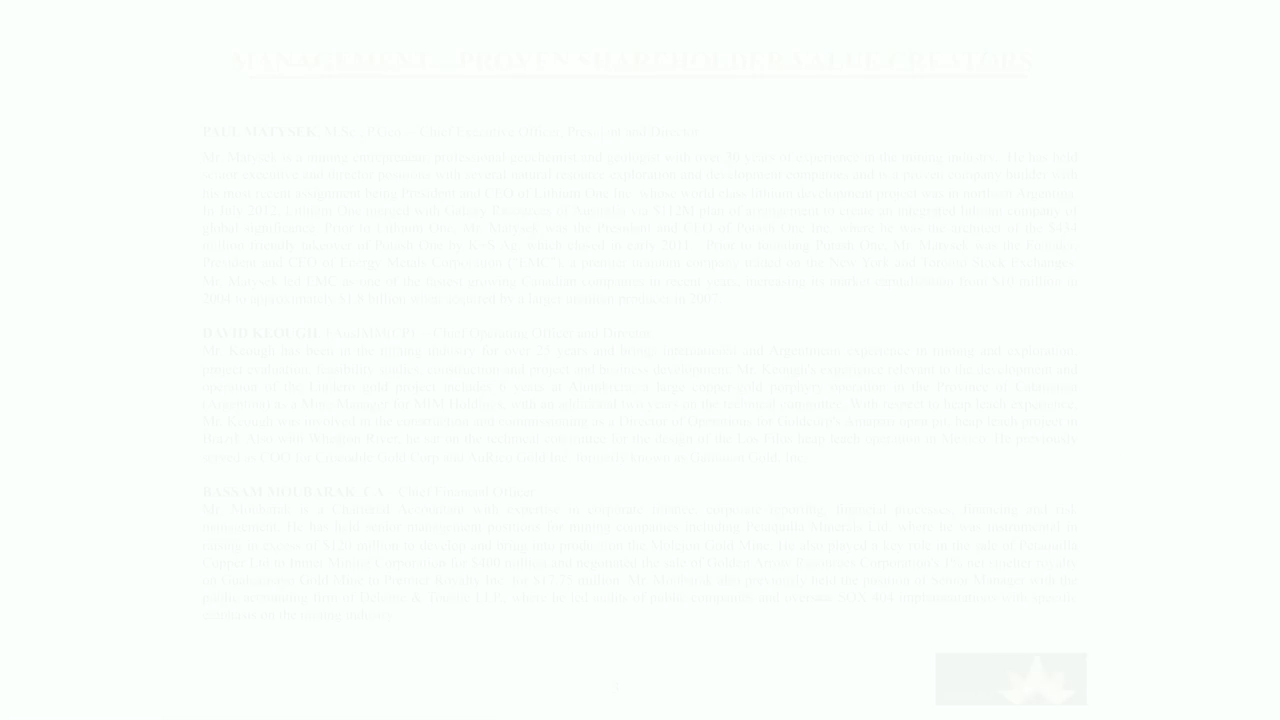 MANAGEMENT - PROVEN SHAREHOLDER VALUE CREATORS
PAUL MATYSEK, M.Sc., P.Geo. - Chief Executive Officer, President and Director
Mr. Matysek is a mining entrepreneur, professional geochemist and geologist with over 30 years of experience in the mining industry. He has held
senior executive and director positions with several natural resource exploration and development companies and is a proven company builder with
his most recent assignment being President and CEO of Lithium One Inc. whose world class lithium development project was in northern Argentina.
In July 2012, Lithium One merged with Galaxy Resources of Australia via $112M plan of arrangement to create an integrated lithium company of
global significance. Prior to Lithium One, Mr. Matysek was the President and CEO of Potash One Inc. where he was the architect of the $434
million friendly takeover of Potash One by K+S Ag, which closed in early 2011. Prior to founding Potash One, Mr. Matysek was the Founder,
President and CEO of Energy Metals Corporation ("EMC"), a uranium company traded on the New York and Toronto Stock Exchanges.
Mr. Matysek led EMC as one of the fastest growing Canadian companies in recent years, increasing its market capitalization from $10 million in
2004 to approximately $1.8 billion when acquired by a larger uranium producer in 2007.
DAVID KEOUGH, - Chief Operating Officer and Director
Mr. Keough has been in the mining industry for over 25 years and brings international and Argentinian expertise in mining and exploration,
project evaluation, feasibility studies, construction and project and business development. Mr. Keough's experience relevant to the development and
operation of the gold project includes 6 years at Alumbrera large copper gold porphyry operation in the Province of Catamarca
(Argentina) as a Mine Manager for MIM Holdings, with an additional two years on the technical committee. With respect to heap leach experience,
Mr. Keough was involved in the construction and commissioning as a Director of Operations for Goldcorp's Amapari open pit, heap leach project in
Brazil. Also with Wheaton River, he sat on the technical committee for the design of the Los Filos heap leach operation in Mexico. He previously
served as COO for Crocodile Gold Corp and AuRico Gold Inc. formerly known as Gammon Gold, Inc.
BASSAM MOUBARAK, CA - Chief Financial Officer
Mr. Moubarak is a Chartered Accountant with expertise in corporate finance, corporate reporting, financial processes, financing and risk
management. He has held senior management positions for mining companies including Petaquilla Minerals Ltd. where he was instrumental in
raising in excess of $120 million to develop and bring into production the Molejon Gold Mine. He also played a key role in the sale of Petaquilla
Copper Ltd to Inmet Mining Corporation for $400 million and negotiated the sale of Golden Arrow Resources Corporation's 1% net smelter royalty
on Gualcamayo Gold Mine to Premier Royalty Inc. for $17.75 million. Mr. Moubarak also previously held the position of Senior Manager with the
public accounting firm of Deloitte & Touche LLP, where he led audits of public companies and oversaw SOX 404 implementations with specific
emphasis on the mining industry.